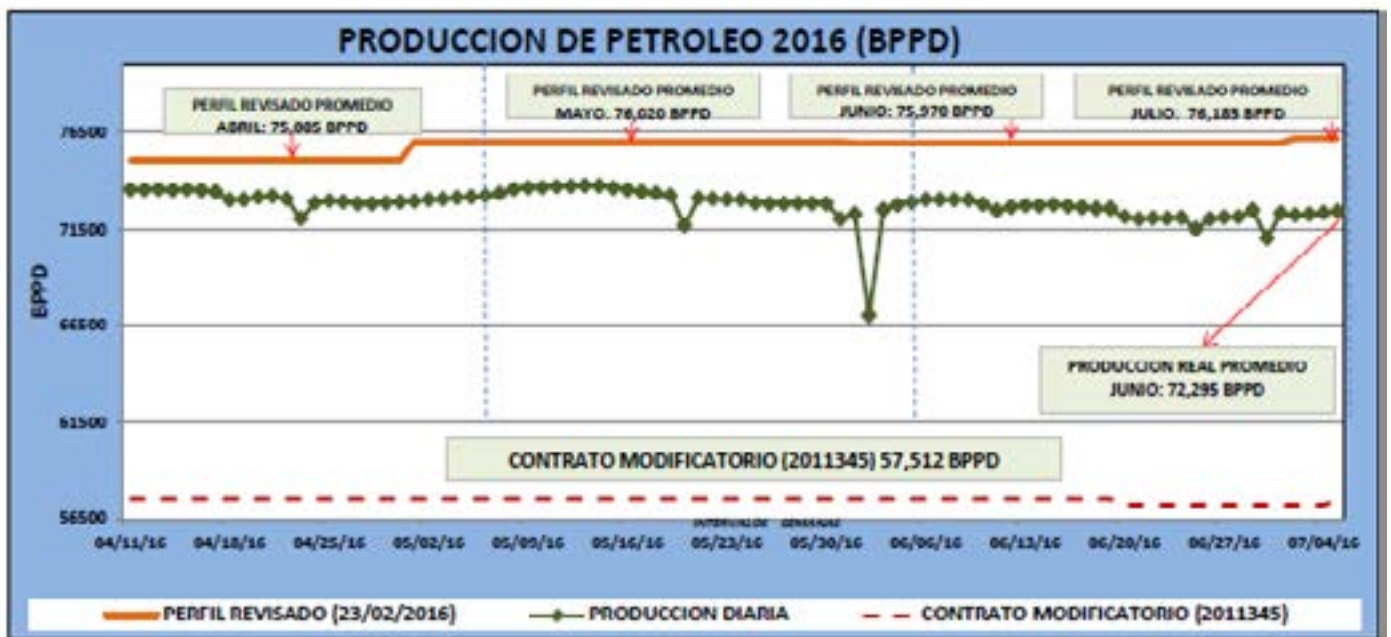 PRODUCCION DE PETROLEO 2016 (BPPD)
PERFIL REVISADO PROMEDIO
ABRIL: 75,005 BPPD
PERFIL REVISADO PROMEDIO
MAYO: 76,020 BPPD
PERFIL REVISADO PROMEDIO
JUNIO: 75,970 BPPD
PERFIL REVISADO PROMEDIO
JULIO: 76,185 BPPD
BPPD
76500
71500
66500
61500
56500
PRODUCCION REAL PROMEDIO
JUNIO: 72,295 BPPD
CONTRATO MODIFICATORIO (2011345) 57,512 BPPD
04/11/16 04/18/16 04/25/16 05/02/16 05/09/16 05/16/16 05/23/16 05/30/16 06/06/16 06/13/16 06/20/16 06/27/16 07/04/16
PERFIL REVISADO (23/02/2016) PRODUCCION DIARIA CONTRATO MODIFICATORIO (2011345)